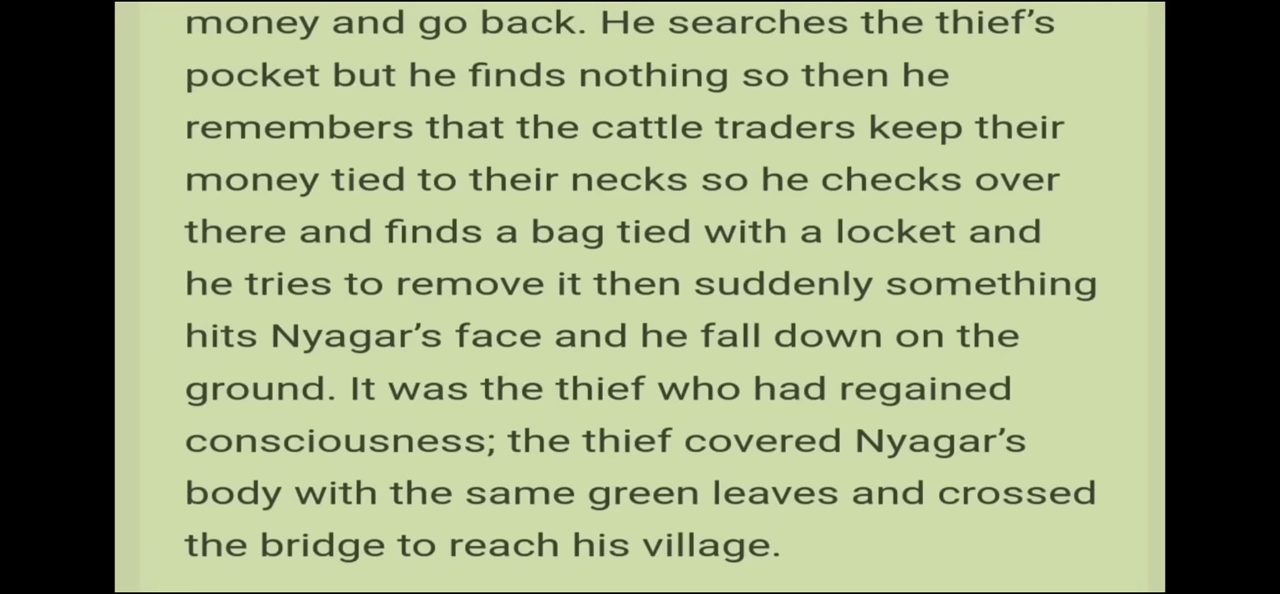 money and go back. He searches the thief’s
pocket but he finds nothing so then he
remembers that the cattle traders keep their
money tied to their necks so he checks over
there and finds a bag tied with a locket and
he tries to remove it then suddenly something
hits Nyagar’s face and he fall down on the
ground. It was the thief who had regained
consciousness; the thief covered Nyagar’s
body with the same green leaves and crossed
the bridge to reach his village.